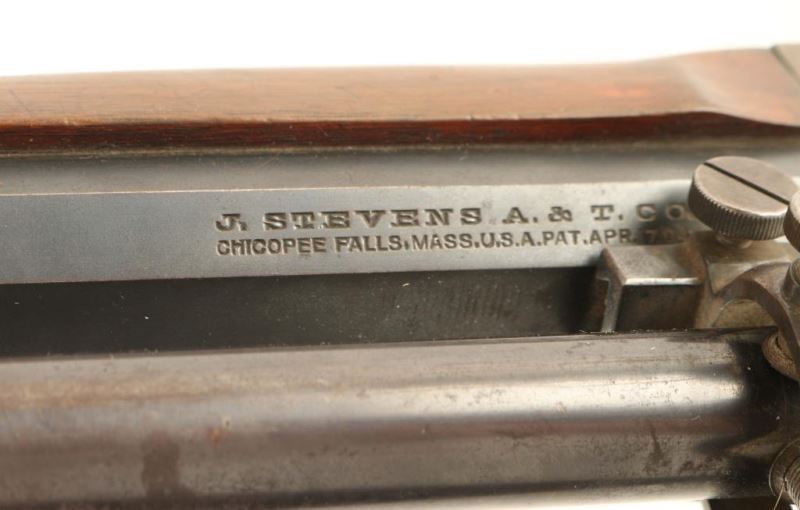 J. STEVENS A. & T. CO
CHICOPEE FALLS, MASS. U.S.A. PAT. APR.